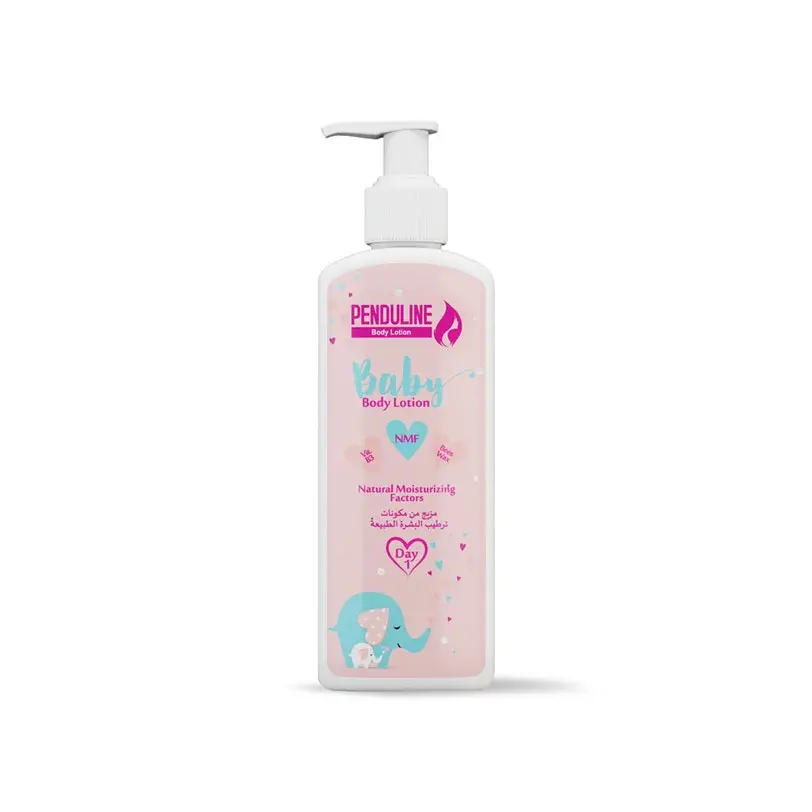 PENDULINE
Body Lotion
Baby
Body Lotion
NMF
Vit.
B3
Bees
Wax
Natural Moisturizing
Factors
مزيج من مكونات
ترطيب البشرة الطبيعة
Day
1